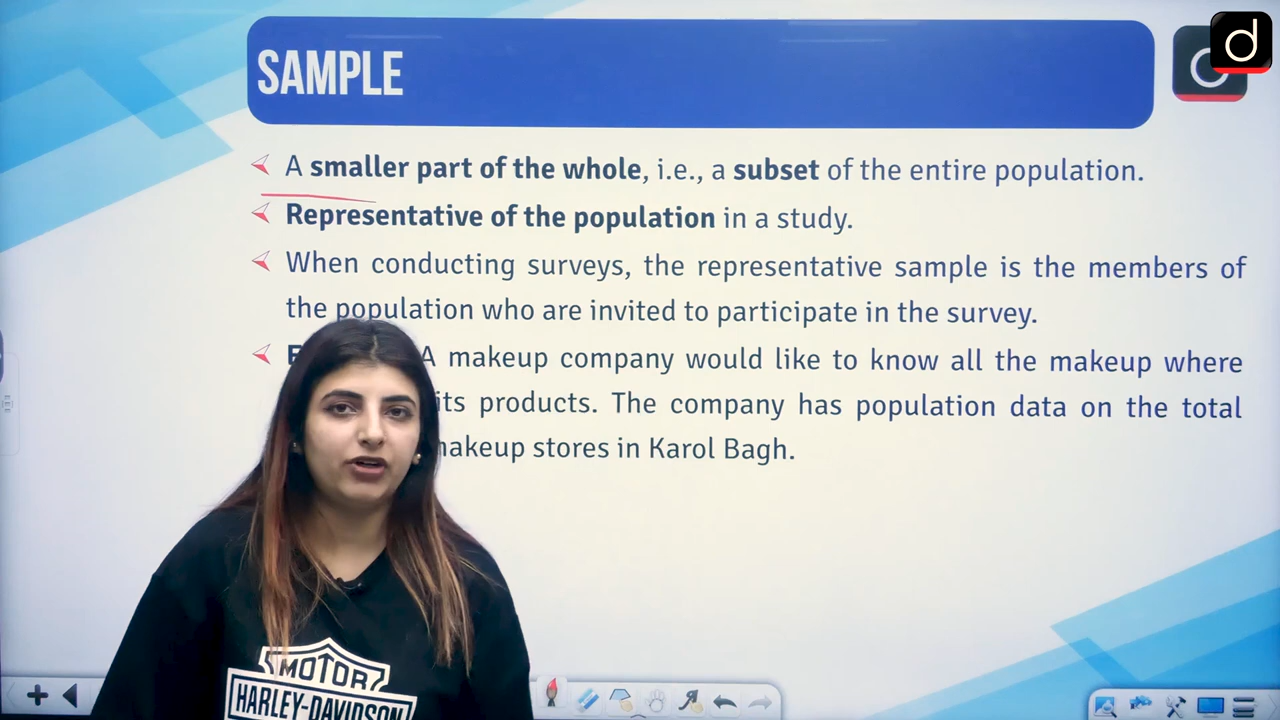 SAMPLE
d
A smaller part of the whole, i.e., a subset of the entire population.
Representative of the population in a study.
When conducting surveys, the representative sample is the members of
the population who are invited to participate in the survey.
A makeup company would like to know all the makeup where
its products. The company has population data on the total
makeup stores in Karol Bagh.
MOTOR
HARLEY-DAVIDSON